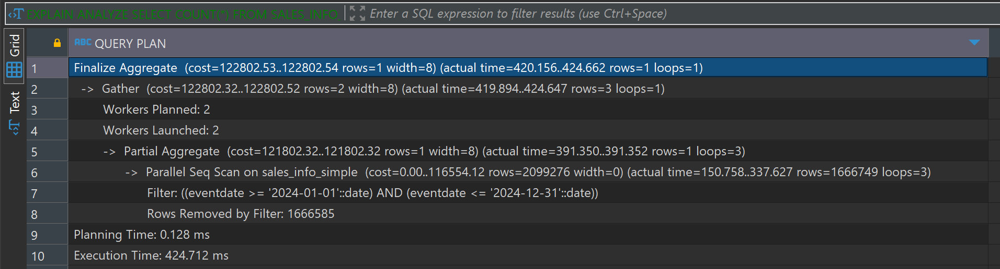 EXPLAIN ANALYZE SELECT COUNT(*) FROM SALES_INFO_ Enter a SQL expression to filter results (use Ctrl+Space)
Grid
Text
ABC QUERY PLAN
1 Finalize Aggregate (cost=122802.53..122802.54 rows=1 width=8) (actual time=420.156..424.662 rows=1 loops=1)
2 -> Gather (cost=122802.32..122802.52 rows=2 width=8) (actual time=419.894..424.647 rows=3 loops=1)
3 Workers Planned: 2
4 Workers Launched: 2
5 -> Partial Aggregate (cost=121802.32..121802.32 rows=1 width=8) (actual time=391.350..391.352 rows=1 loops=3)
6 -> Parallel Seq Scan on sales_info_simple (cost=0.00..116554.12 rows=2099276 width=0) (actual time=150.758..337.627 rows=1666749 loops=3)
7 Filter: ((eventdate >= '2024-01-01'::date) AND (eventdate <= '2024-12-31'::date))
8 Rows Removed by Filter: 1666585
9 Planning Time: 0.128 ms
10 Execution Time: 424.712 ms